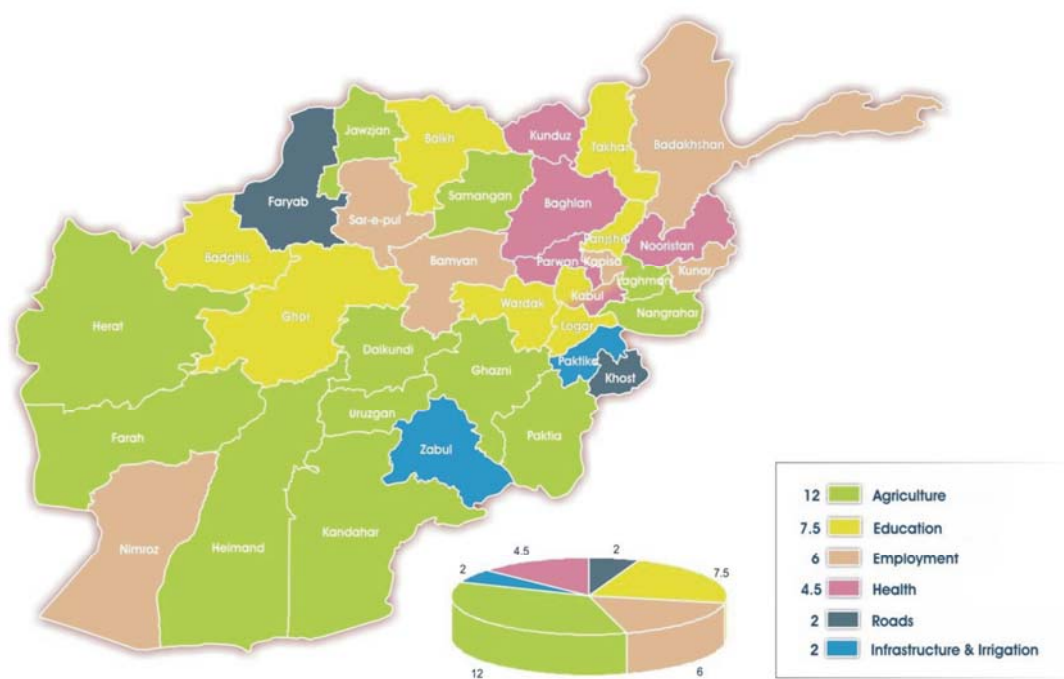 Jawzjan
Balkh
Kunduz
Takhar
Badakhshan
Faryab
Samangan
Baghlan
Sar-e-pul
Panjsher
Nooristan
Badghis
Bamyan
Parwan
Kapisa
Kunar
Laghman
Kabul
Herat
Ghor
Wardak
Nangrahar
Logar
Daikundi
Ghazni
Paktika
Khost
Uruzgan
Farah
Zabul
Paktia
Kandahar
Nimroz
Helmand
4.5
2
2
7.5
12
6
12 Agriculture
7.5 Education
6 Employment
4.5 Health
2 Roads
2 Infrastructure & Irrigation